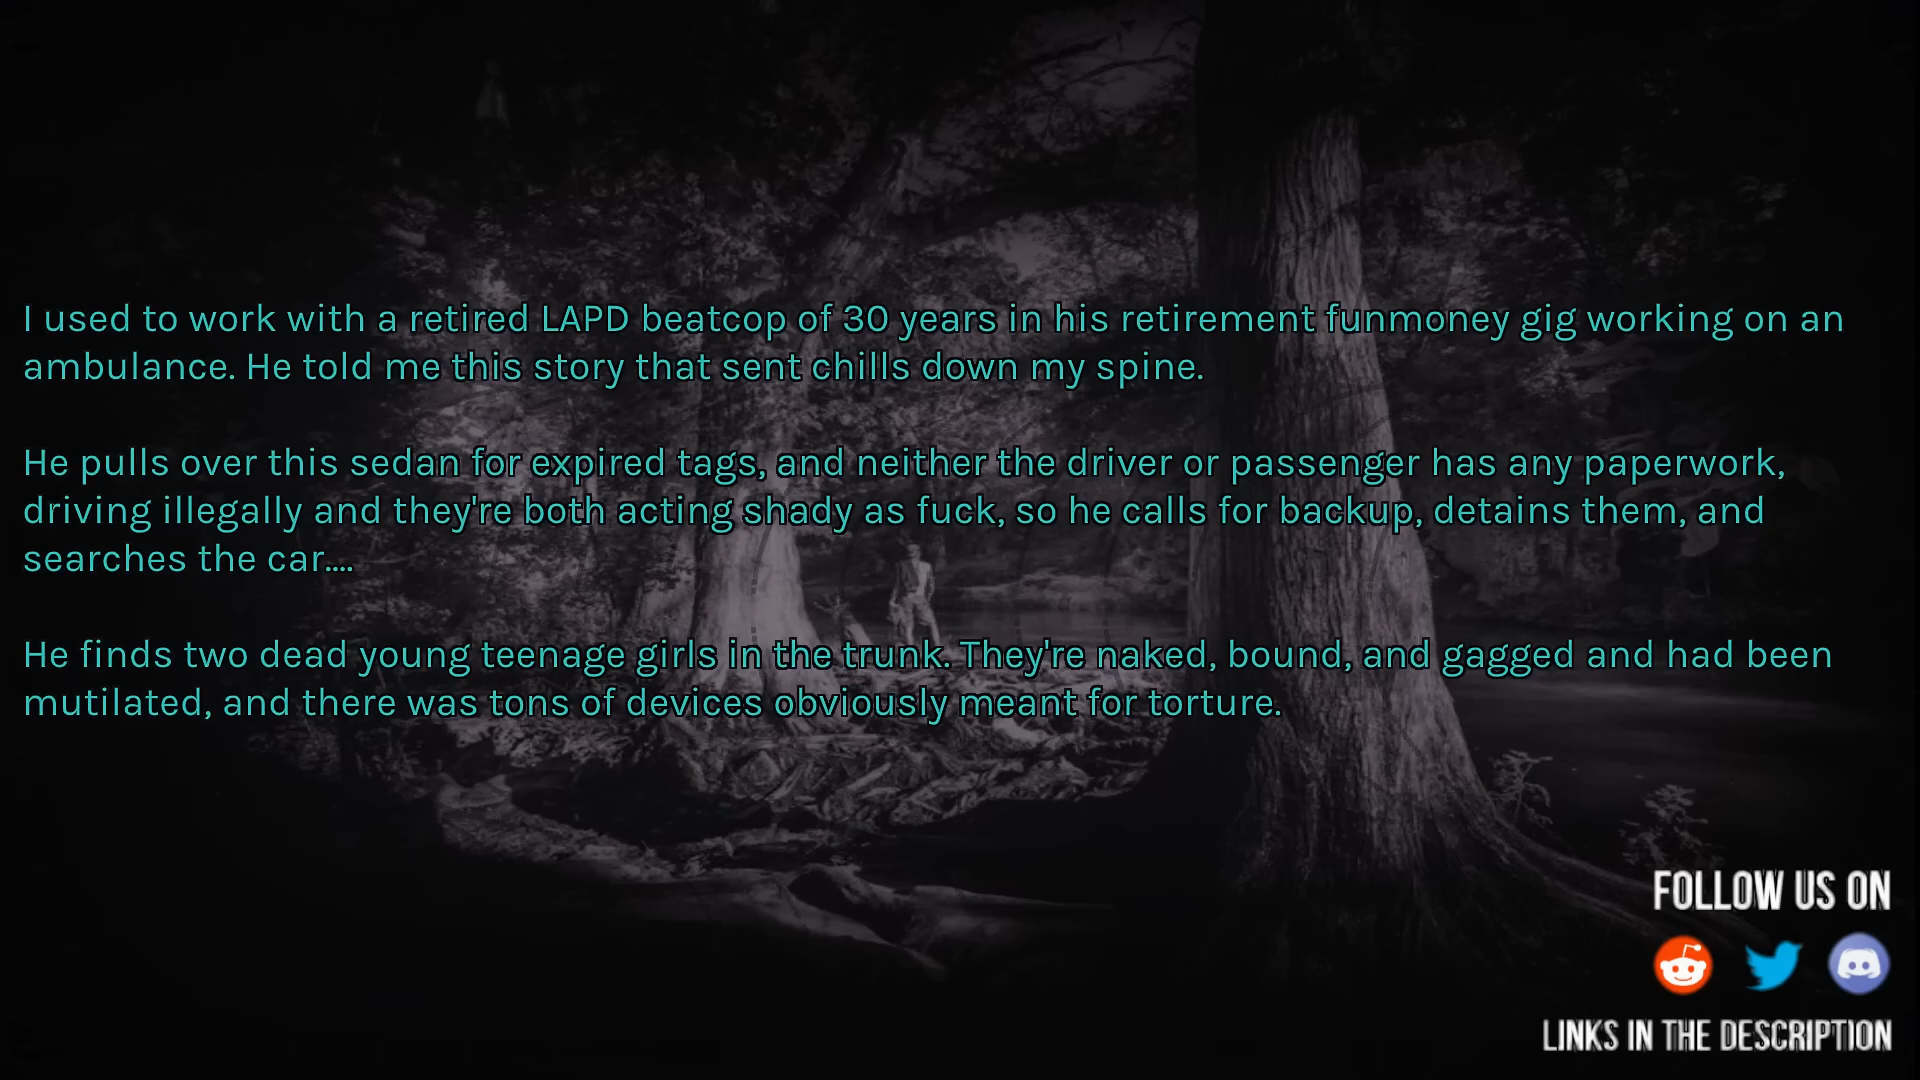 I used to work with a retired LAPD beatcop of 30 years in his retirement funmoney gig working on an
ambulance. He told me this story that sent chills down my spine.
He pulls over this sedan for expired tags, and neither the driver or passenger has any paperwork,
driving illegally and they're both acting shady as fuck, so he calls for backup, detains them, and
searches the car....
He finds two dead young teenage girls in the trunk. They're naked, bound, and gagged and had been
mutilated, and there was tons of devices obviously meant for torture.
FOLLOW US ON
LINKS IN THE DESCRIPTION